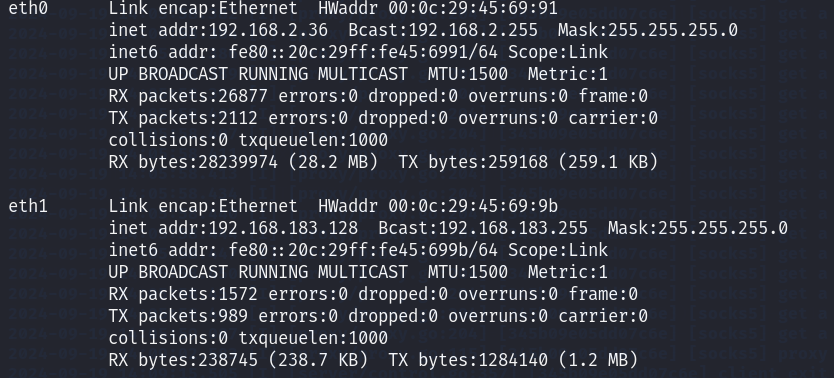 eth0      Link encap:Ethernet  HWaddr 00:0c:29:45:69:91
          inet addr:192.168.2.36  Bcast:192.168.2.255  Mask:255.255.255.0
          inet6 addr: fe80::20c:29ff:fe45:6991/64 Scope:Link
          UP BROADCAST RUNNING MULTICAST  MTU:1500  Metric:1
          RX packets:26877 errors:0 dropped:0 overruns:0 frame:0
          TX packets:2112 errors:0 dropped:0 overruns:0 carrier:0
          collisions:0 txqueuelen:1000
          RX bytes:28239974 (28.2 MB)  TX bytes:259168 (259.1 KB)

eth1      Link encap:Ethernet  HWaddr 00:0c:29:45:69:9b
          inet addr:192.168.183.128  Bcast:192.168.183.255  Mask:255.255.255.0
          inet6 addr: fe80::20c:29ff:fe45:699b/64 Scope:Link
          UP BROADCAST RUNNING MULTICAST  MTU:1500  Metric:1
          RX packets:1572 errors:0 dropped:0 overruns:0 frame:0
          TX packets:989 errors:0 dropped:0 overruns:0 carrier:0
          collisions:0 txqueuelen:1000
          RX bytes:238745 (238.7 KB)  TX bytes:1284140 (1.2 MB)